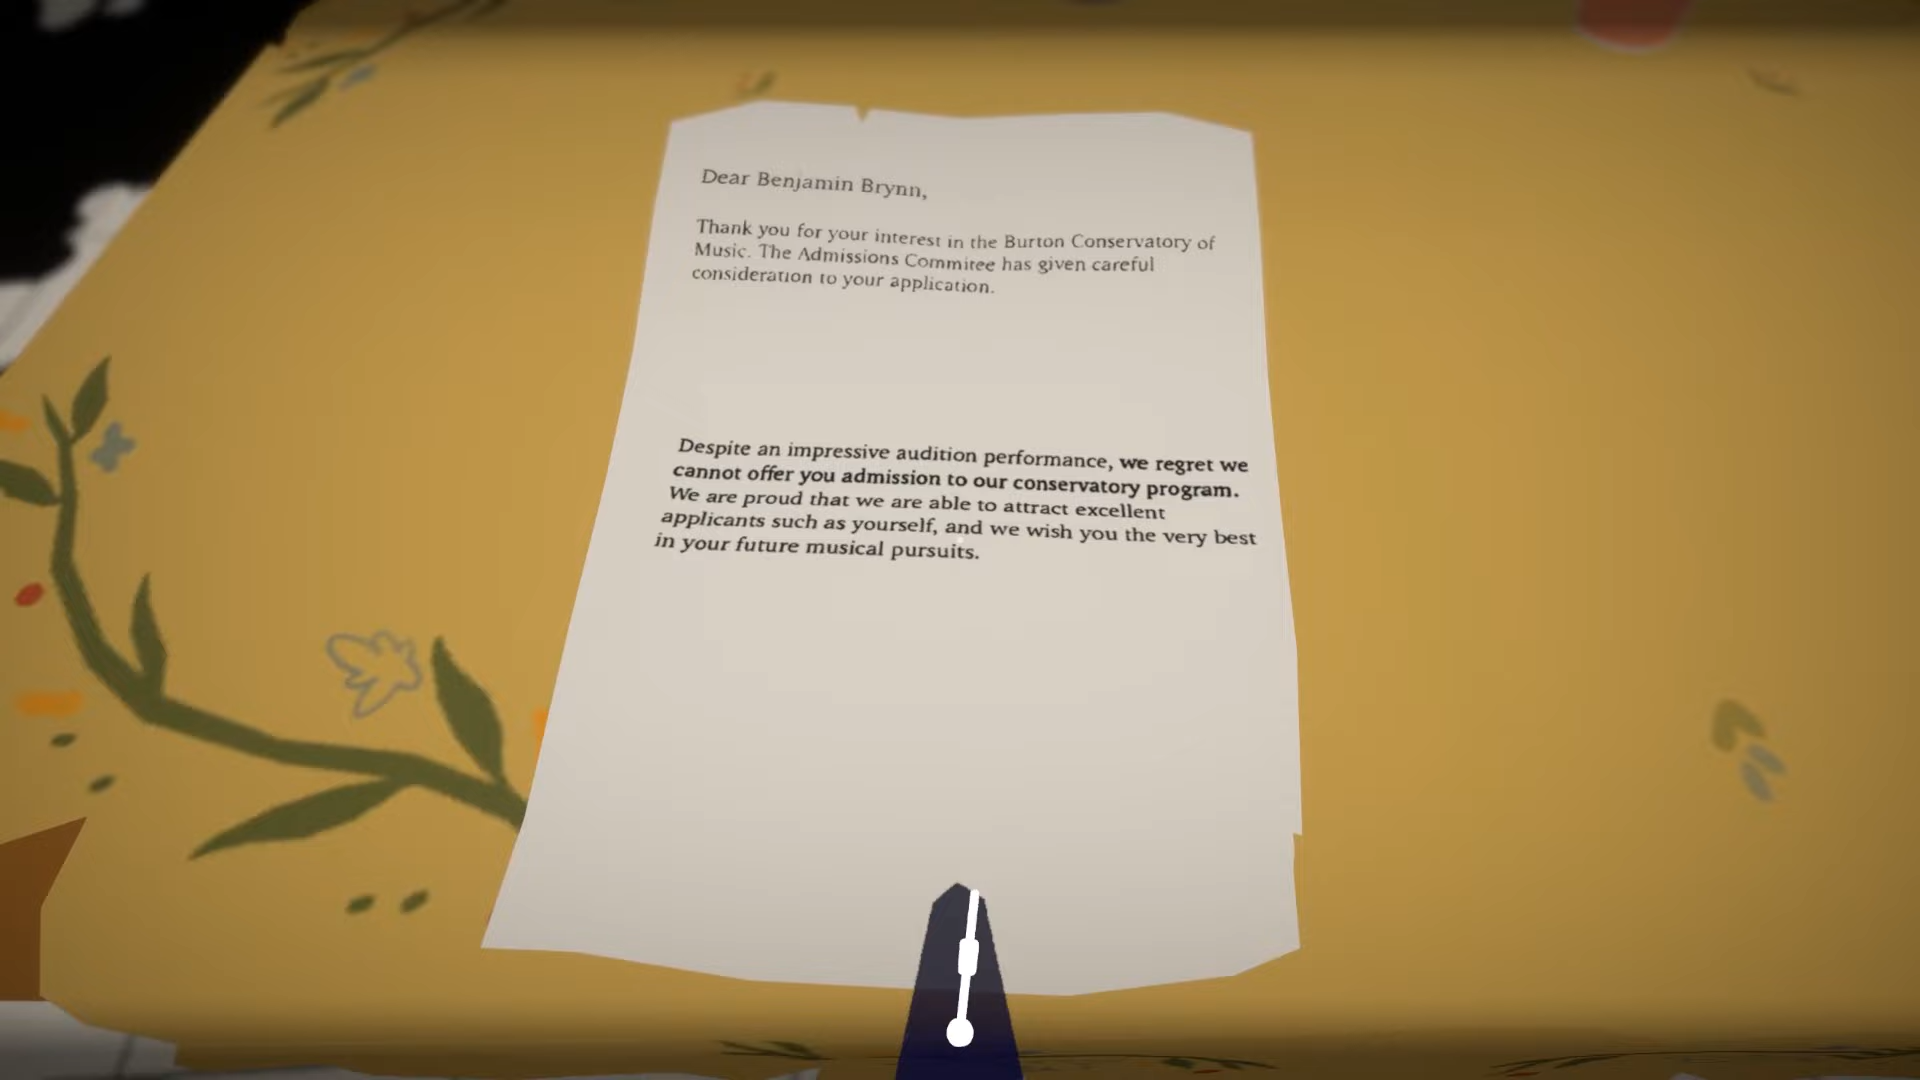 Dear Benjamin Brynn,
Thank you for your interest in the Burton Conservatory of
Music. The Admissions Commitee has given careful
consideration to your application.
Despite an impressive audition performance, we regret we
cannot offer you admission to our conservatory program.
We are proud that we are able to attract excellent
applicants such as yourself, and we wish you the very best
in your future musical pursuits.